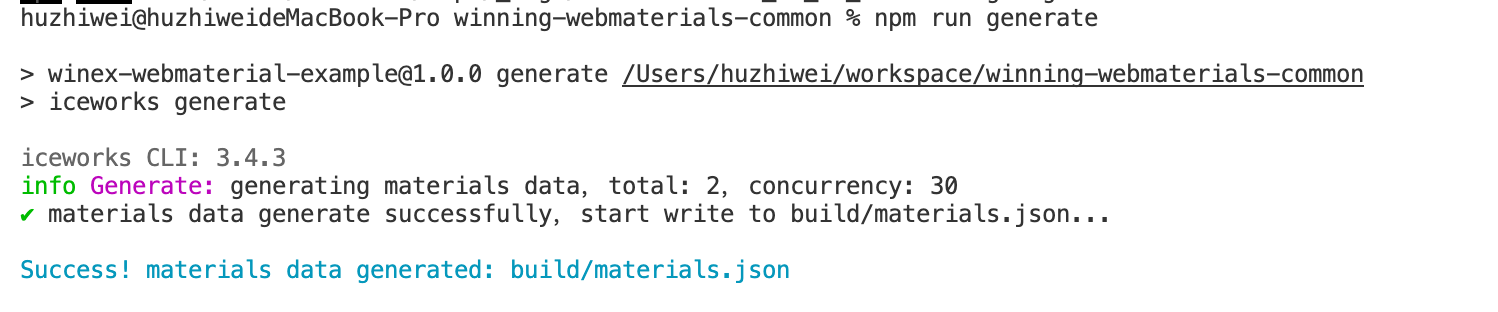 huzhiwei@huzhiweideMacBook-Pro winning-webmaterials-common % npm run generate
> winex-webmaterial-example@1.0.0 generate /Users/huzhiwei/workspace/winning-webmaterials-common
> iceworks generate
iceworks CLI: 3.4.3
info Generate: generating materials data, total: 2, concurrency: 30
✔ materials data generate successfully, start write to build/materials.json...
Success! materials data generated: build/materials.json